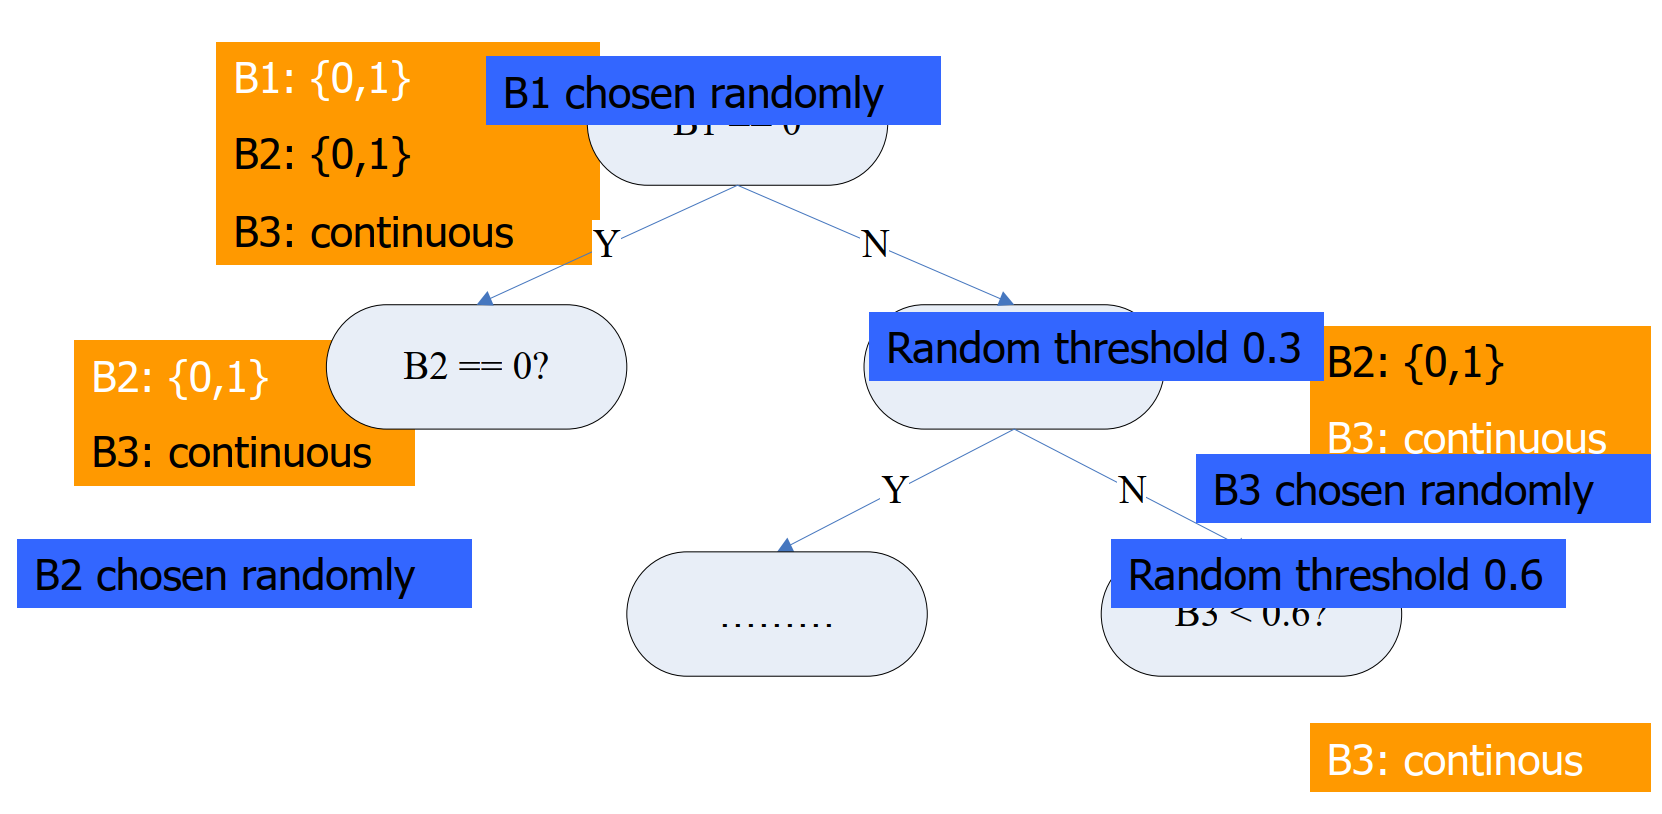 B1: {0,1}
B1 chosen randomly
B1 == 0
B2: {0,1}
B3: continuous
Y
N
Random threshold 0.3
B2: {0,1}
B2 == 0?
B2: {0,1}
B3: continuous
B3: continuous
Y
N
B3 chosen randomly
B2 chosen randomly
Random threshold 0.6
.........
B3 < 0.6?
B3: continous